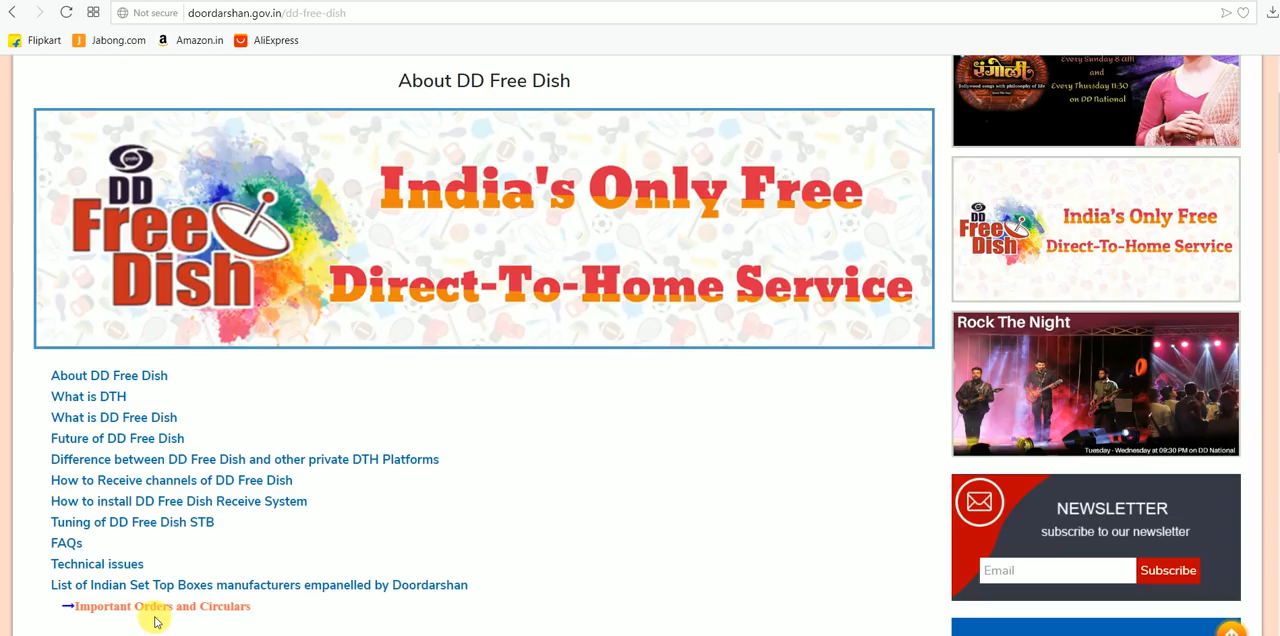 Not secure
doordarshan.gov.in/dd-free-dish
Flipkart
Jabong.com
Amazon.in
AliExpress
About DD Free Dish
DD
Free
Dish
India's Only Free
Direct-To-Home Service
About DD Free Dish
What is DTH
What is DD Free Dish
Future of DD Free Dish
Difference between DD Free Dish and other private DTH Platforms
How to Receive channels of DD Free Dish
How to install DD Free Dish Receive System
Tuning of DD Free Dish STB
FAQs
Technical issues
List of Indian Set Top Boxes manufacturers empanelled by Doordarshan
→Important Orders and Circulars
रंगोली
Bollywood songs with philosophy of life
Every Sunday 8 AM
and
Every Thursday 11:30
on DD National
DD
Free
Dish
India's Only Free
Direct-To-Home Service
Rock The Night
Tuesday - Wednesday at 09:30 PM on DD National
NEWSLETTER
subscribe to our newsletter
Email
Subscribe